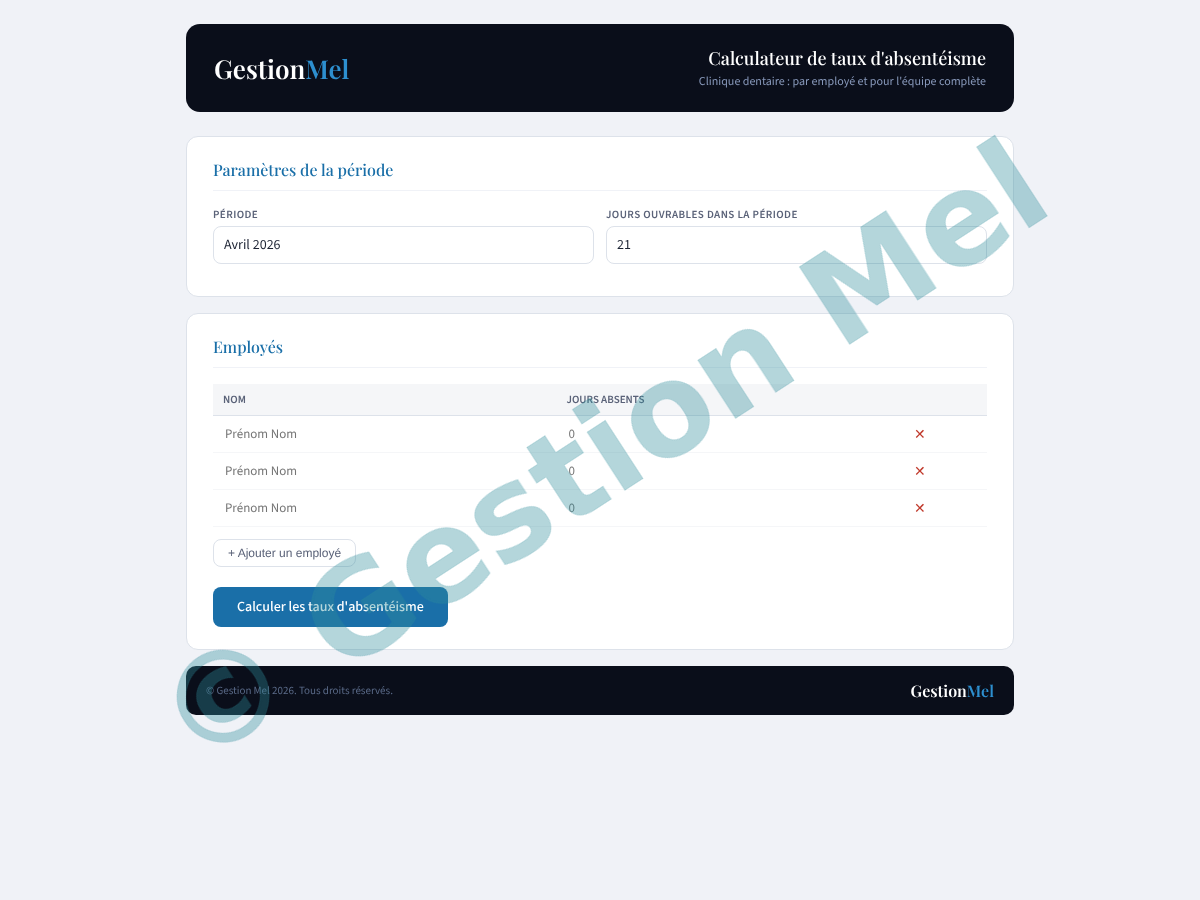 GestionMel
Calculateur de taux d'absentéisme
Clinique dentaire : par employé et pour l'équipe complète
Paramètres de la période
PÉRIODE
JOURS OUVRABLES DANS LA PÉRIODE
Avril 2026
21
Employés
NOM
JOURS ABSENTS
Prénom Nom
0
✕
Prénom Nom
0
✕
Prénom Nom
0
✕
+ Ajouter un employé
Calculer les taux d'absentéisme
© Gestion Mel 2026. Tous droits réservés.
GestionMel
© Gestion Mel